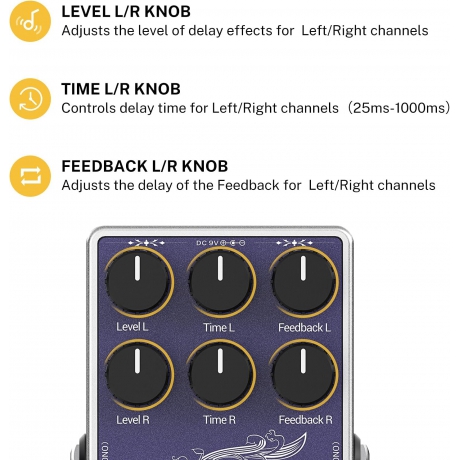 LEVEL L/R KNOB
Adjusts the level of delay effects for Left/Right channels
TIME L/R KNOB
Controls delay time for Left/Right channels（25ms-1000ms）
FEEDBACK L/R KNOB
Adjusts the delay of the Feedback for Left/Right channels
DC 9V
Level L Time L Feedback L
Level R Time R Feedback R